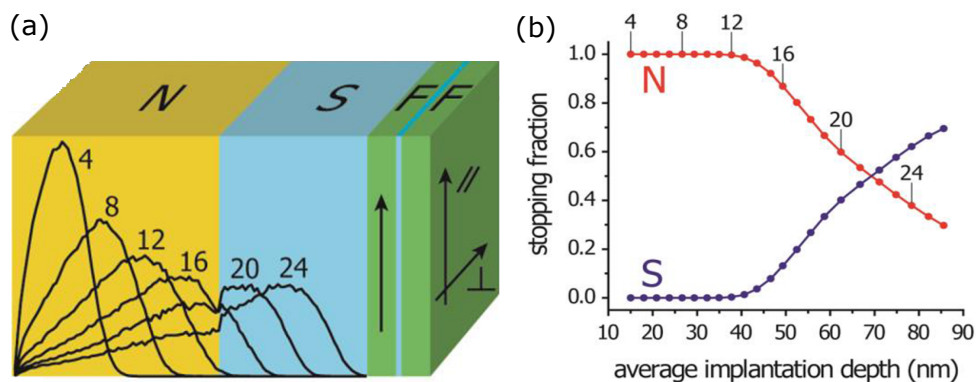 (a)
N S F F
4
8
12
16
20 24
//
⊥
(b)
4 8 12
16
20
24
N
S
1.0
0.8
0.6
0.4
0.2
0.0
stopping fraction
10 20 30 40 50 60 70 80 90
average implantation depth (nm)